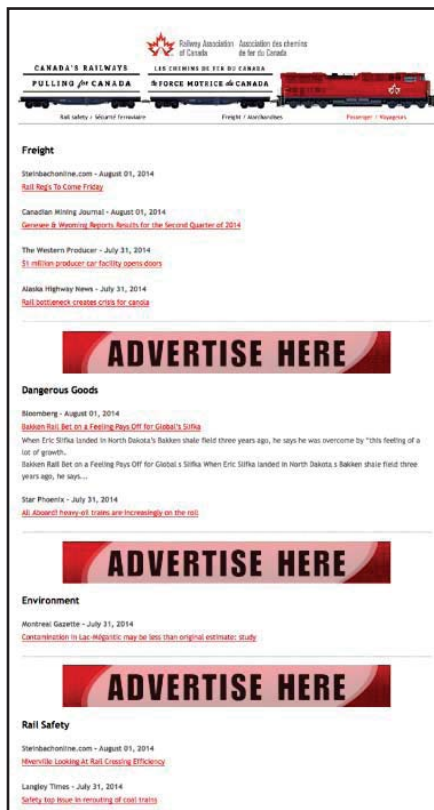 Railway Association of Canada
Association des chemins de fer du Canada
CANADA'S RAILWAYS
PULLING for CANADA
LES CHEMINS DE FER DU CANADA
la FORCE MOTRICE du CANADA
Rail safety / Sécurité ferroviaire
Freight / Marchandises
Passenger / Voyageurs
Freight
Steinbachonline.com - August 01, 2014
Rail Reg's To Come Friday
Canadian Mining Journal - August 01, 2014
Genesee & Wyoming Reports Results for the Second Quarter of 2014
The Western Producer - July 31, 2014
$1 million producer car facility opens doors
Alaska Highway News - July 31, 2014
Rail bottleneck creates crisis for canola
ADVERTISE HERE
Dangerous Goods
Bloomberg - August 01, 2014
Bakken Rail Bet on a Feeling Pays Off for Global's Slifka
When Eric Slifka landed in North Dakota's Bakken shale field three years ago, he says he was overcome by "this feeling of a
lot of growth.
Bakken Rail Bet on a Feeling Pays Off for Global s Slifka When Eric Slifka landed in North Dakota s Bakken shale field three
years ago, he says...
Star Phoenix - July 31, 2014
All Aboard! heavy-oil trains are increasingly on the roll
ADVERTISE HERE
Environment
Montreal Gazette - July 31, 2014
Contamination in Lac-Mégantic may be less than original estimate: study
ADVERTISE HERE
Rail Safety
Steinbachonline.com - August 01, 2014
Niverville Looking At Rail Crossing Efficiency
Langley Times - July 31, 2014
Safety top issue in rerouting of coal trains